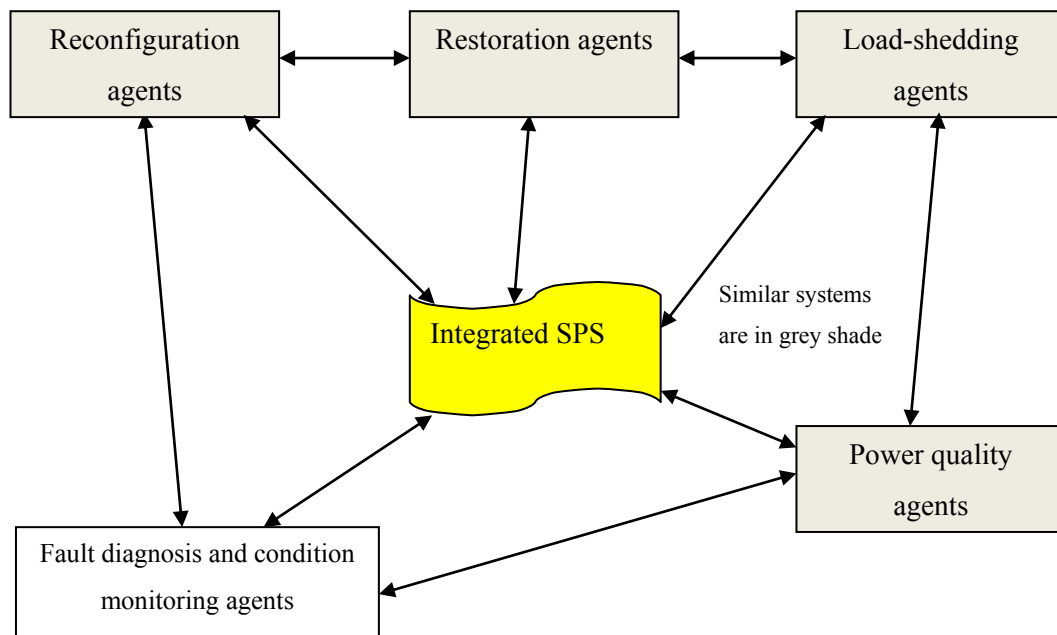 Reconfiguration
agents
Restoration agents
Load-shedding
agents
Similar systems
are in grey shade
Integrated SPS
Power quality
agents
Fault diagnosis and condition
monitoring agents